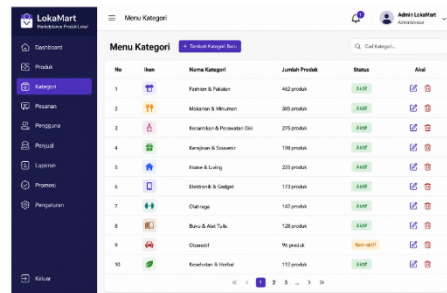 LokaMart
Marketplace Produk Lokal
Dashboard
Produk
Kategori
Pesanan
Pengguna
Penjual
Laporan
Promosi
Pengaturan
Keluar
Menu Kategori
Admin LokaMart
Administrator
Menu Kategori
+ Tambah Kategori Baru
Cari Kategori...
No Ikon Nama Kategori Jumlah Produk Status Aksi
1 Fashion & Pakaian 452 produk Aktif
2 Makanan & Minuman 385 produk Aktif
3 Kecantikan & Perawatan Diri 275 produk Aktif
4 Kerajinan & Souvenir 198 produk Aktif
5 Home & Living 225 produk Aktif
6 Elektronik & Gadget 173 produk Aktif
7 Olahraga 147 produk Aktif
8 Buku & Alat Tulis 128 produk Aktif
9 Otomotif 96 produk Non-aktif
10 Kesehatan & Herbal 112 produk Aktif
« ‹ 1 2 3 ... › »